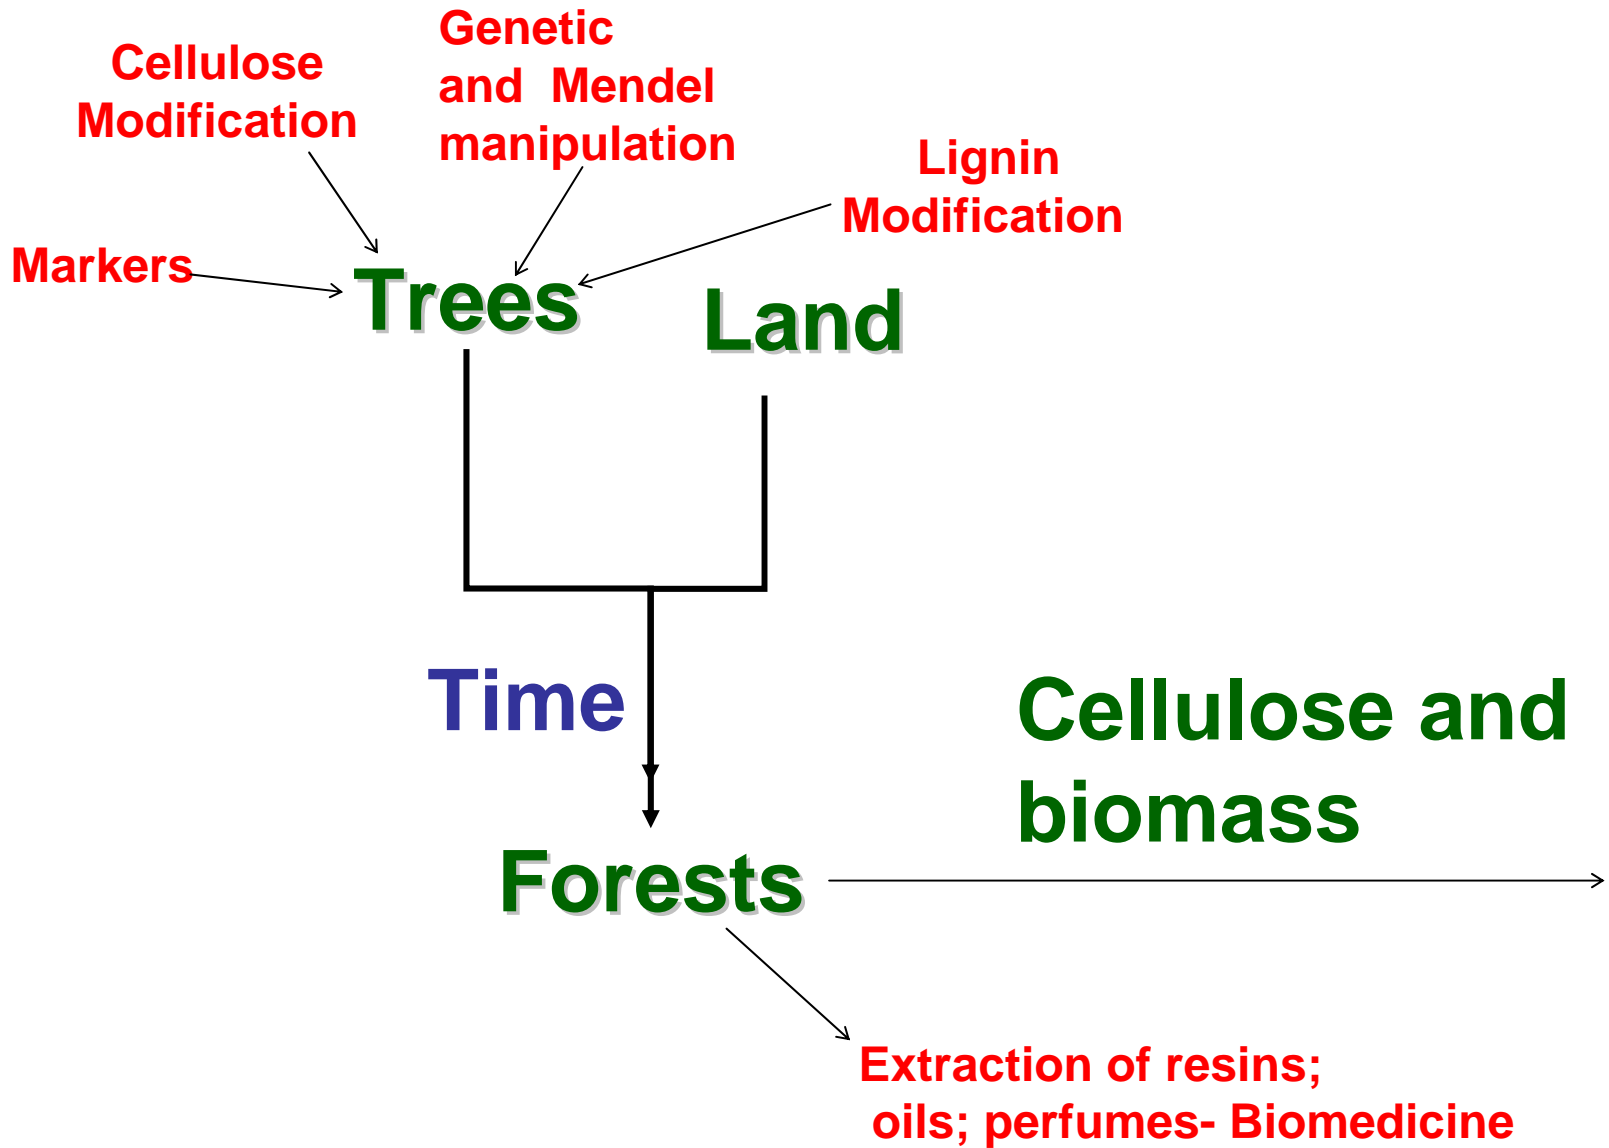 Genetic
and Mendel
manipulation
Cellulose
Modification
Lignin
Modification
Markers
Trees
Land
Time
Cellulose and
biomass
Forests
Extraction of resins;
oils; perfumes- Biomedicine